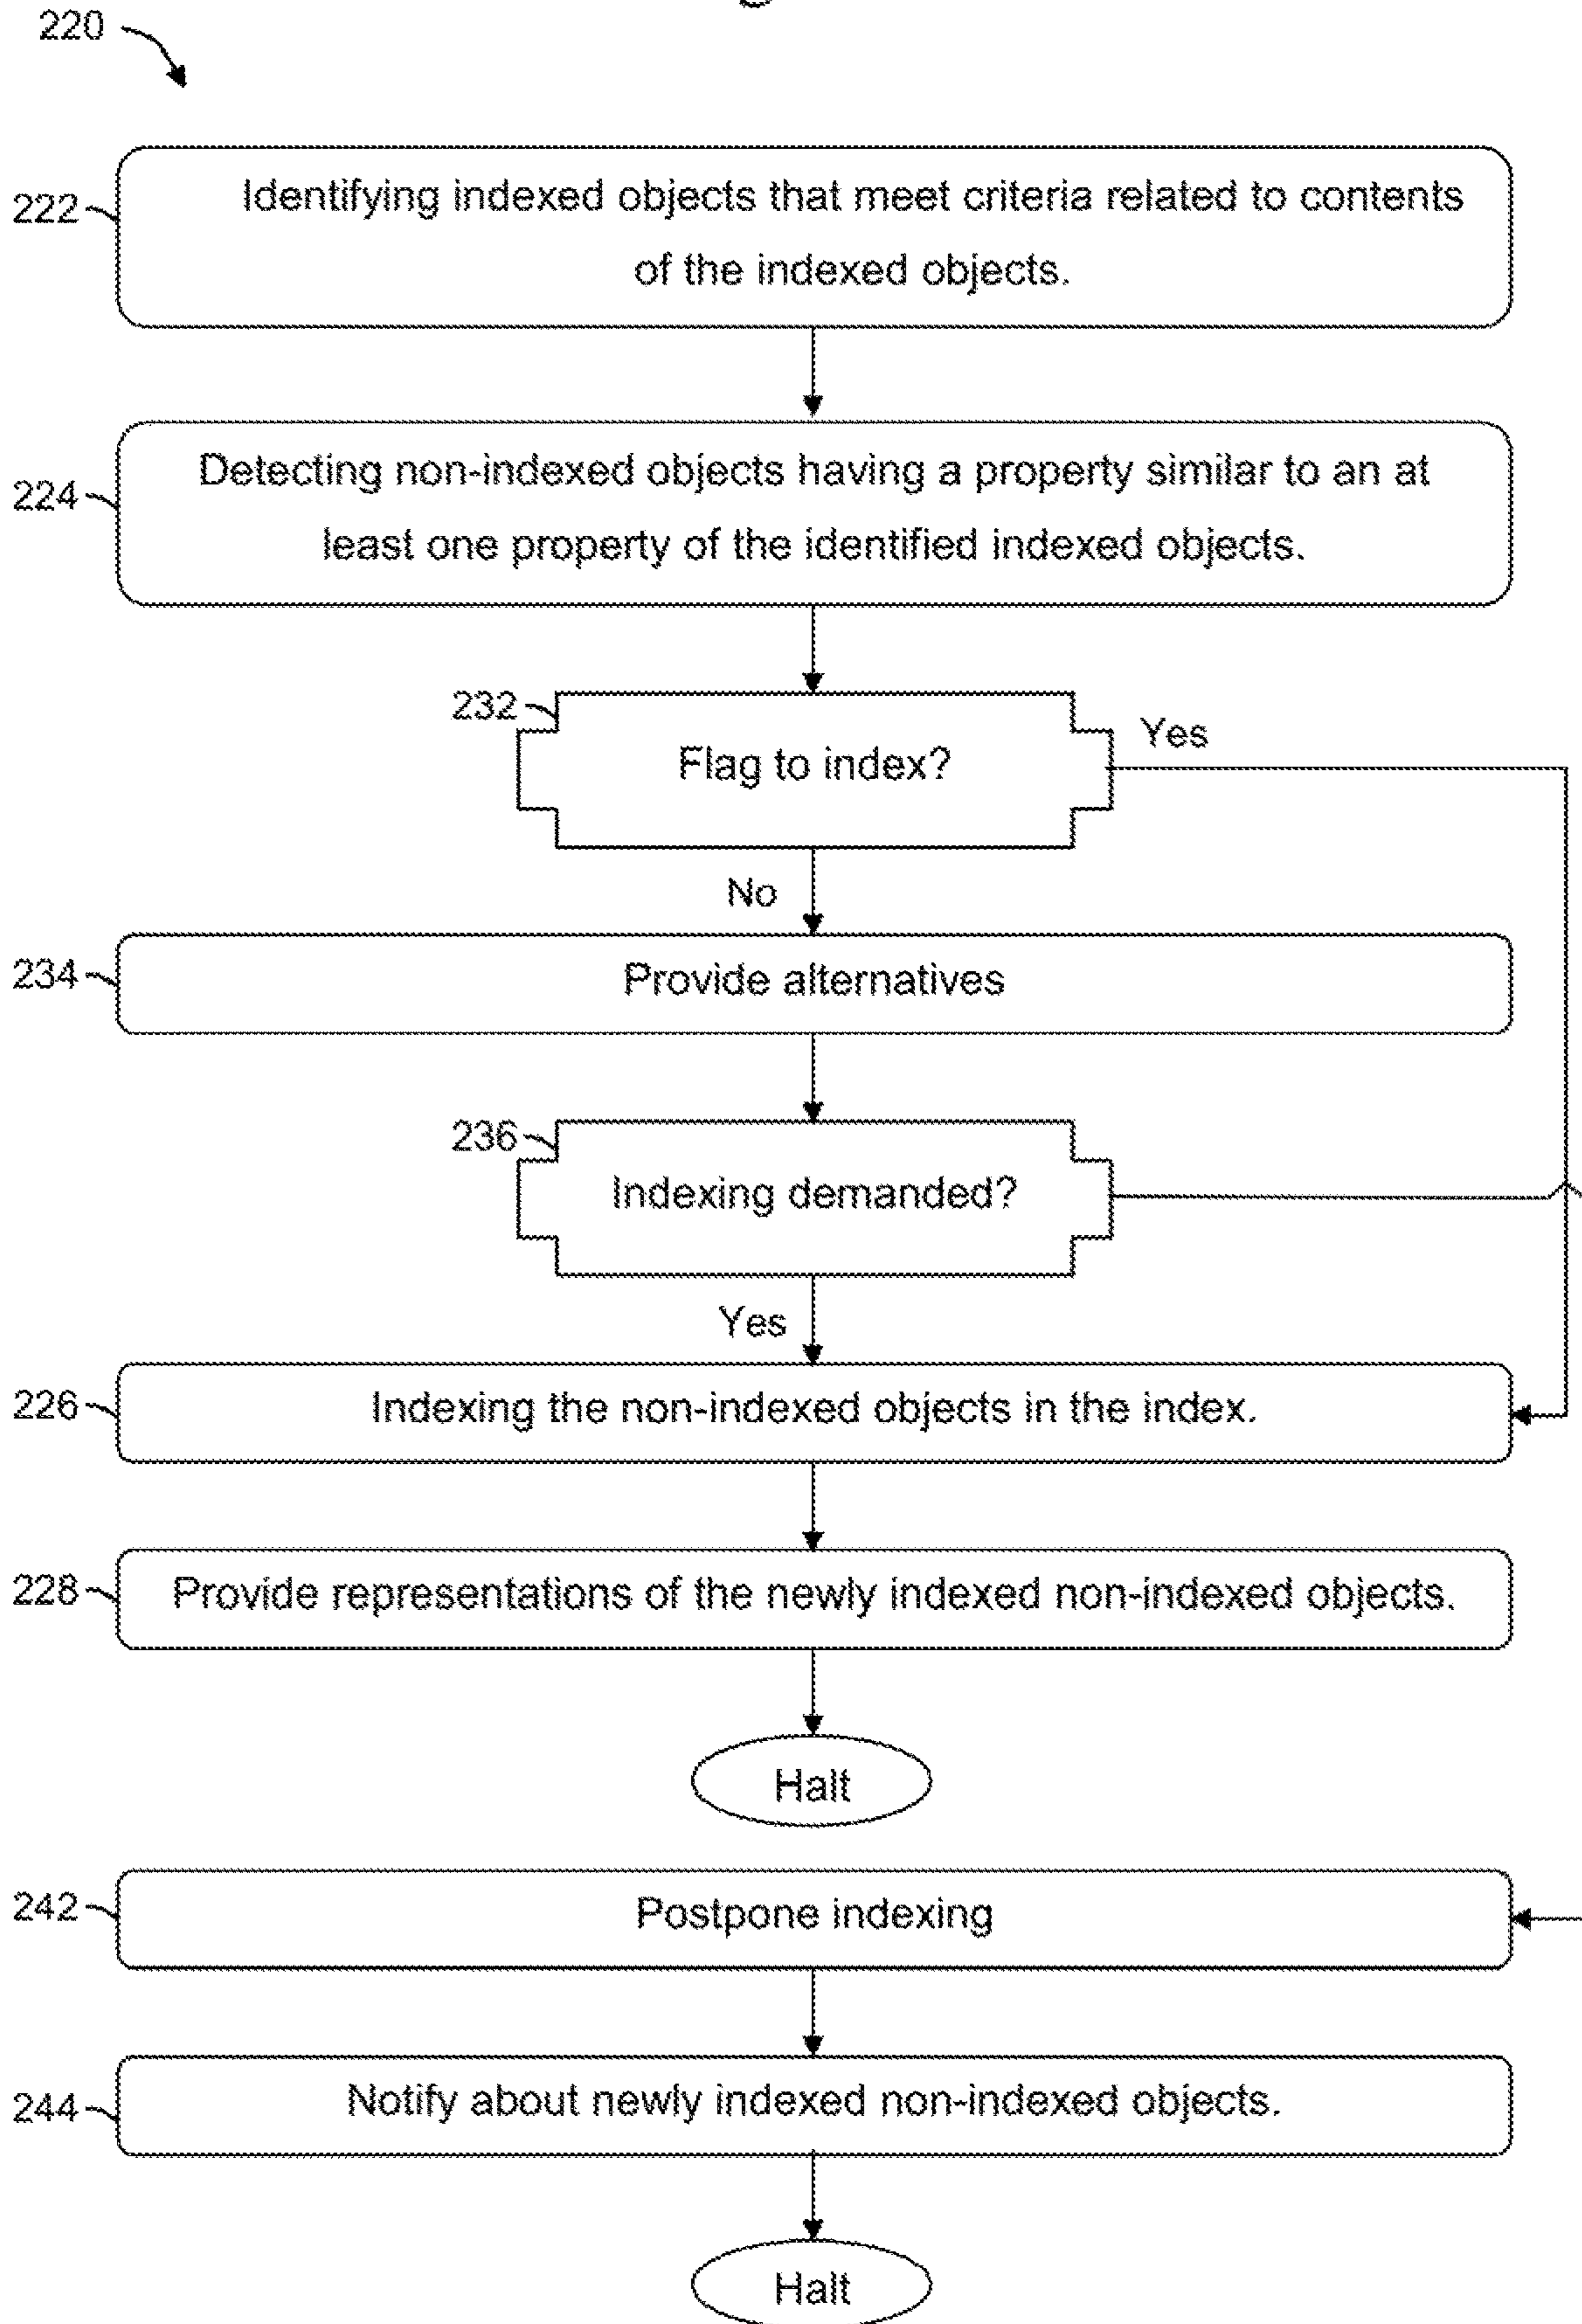 220
222
Identifying indexed objects that meet criteria related to contents
of the indexed objects.
224
Detecting non-indexed objects having a property similar to an at
least one property of the identified indexed objects.
232
Flag to index?
Yes
No
234
Provide alternatives
236
Indexing demanded?
Yes
226
Indexing the non-indexed objects in the index.
228
Provide representations of the newly indexed non-indexed objects.
Halt
242
Postpone indexing
244
Notify about newly indexed non-indexed objects.
Halt